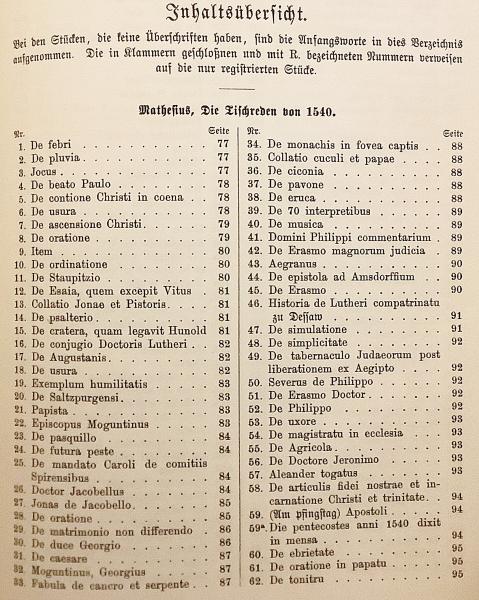 Inhaltsübersicht.
Bei den Stücken, die keine Überschriften haben, sind die Anfangsworte in dies Verzeichnis
aufgenommen. Die in Klammern geschloßnen und mit R. bezeichneten Nummern verweisen
auf die nur registrierten Stücke.
Mathesius, Die Tischreden von 1540.
Nr. Seite
1. De febri . . . . . . . . . . 77
2. De pluvia . . . . . . . . . . 77
3. Jocus . . . . . . . . . . 77
4. De beato Paulo . . . . . . . 78
5. De contione Christi in coena . . 78
6. De usura . . . . . . . . . . 78
7. De ascensione Christi . . . . . 79
8. De oratione . . . . . . . . . 79
9. Item . . . . . . . . . . . 80
10. De ordinatione . . . . . . . 80
11. De Staupitzio . . . . . . . . 80
12. De Esaia, quem excepit Vitus . 81
13. Collatio Jonae et Pistoris . . . . 81
14. De psalterio . . . . . . . . . 81
15. De cratera, quam legavit Hunold 81
16. De conjugio Doctoris Lutheri . . 82
17. De Augustanis . . . . . . . . 82
18. De usura . . . . . . . . . . 82
19. Exemplum humilitatis . . . . . 83
20. De Saltzpurgensi . . . . . . . 83
21. Papista . . . . . . . . . . 83
22. Episcopus Moguntinus . . . . . 83
23. De pasquillo . . . . . . . . 84
24. De futura peste . . . . . . . 84
25. De mandato Caroli de comitiis
Spirensibus . . . . . . . . 84
26. Doctor Jacobellus . . . . . . 84
27. Jonas de Jacobello . . . . . . 85
28. De oratione . . . . . . . . . 85
29. De matrimonio non differendo . 86
30. De duce Georgio . . . . . . . 86
31. De caesare . . . . . . . . . 87
32. Moguntinus, Georgius . . . . . 87
33. Fabula de cancro et serpente . . 87
Nr. Seite
34. De monachis in fovea captis . . 88
35. Collatio cuculi et papae . . . . 88
36. De ciconia . . . . . . . . . 88
37. De pavone . . . . . . . . . 88
38. De eruca . . . . . . . . . . 88
39. De 70 interpretibus . . . . . . 89
40. De musica . . . . . . . . . 89
41. Domini Philippi commentarium . 89
42. De Erasmo magnorum judicia . 89
43. Aegranus . . . . . . . . . . 90
44. De epistola ad Amsdorffium . . 90
45. De Erasmo . . . . . . . . . 90
46. Historia de Lutheri compatrinatu
zu Dessaw . . . . . . . . . 91
47. De simulatione . . . . . . . . 91
48. De simplicitate . . . . . . . . 92
49. De tabernaculo Judaeorum post
liberationem ex Aegipto . . . 92
50. Severus de Philippo . . . . . . 92
51. De Erasmo Doctor . . . . . . . 92
52. De Philippo . . . . . . . . . 92
53. De uxore . . . . . . . . . . 93
54. De magistratu in ecclesia . . . . 93
55. De Agricola . . . . . . . . . 93
56. De Doctore Jeronimo . . . . . 93
57. Aleander togatus . . . . . . . 93
58. De articulis fidei nostrae et in-
carnatione Christi et trinitate . . 94
59. (Am pfingstag) Apostoli . . . . 94
59a. Die pentecostes anni 1540 dixit
in mensa . . . . . . . . . . 94
60. De ebrietate . . . . . . . . . 95
61. De oratione in papatu . . . . . 95
62. De tonitru . . . . . . . . . . 95